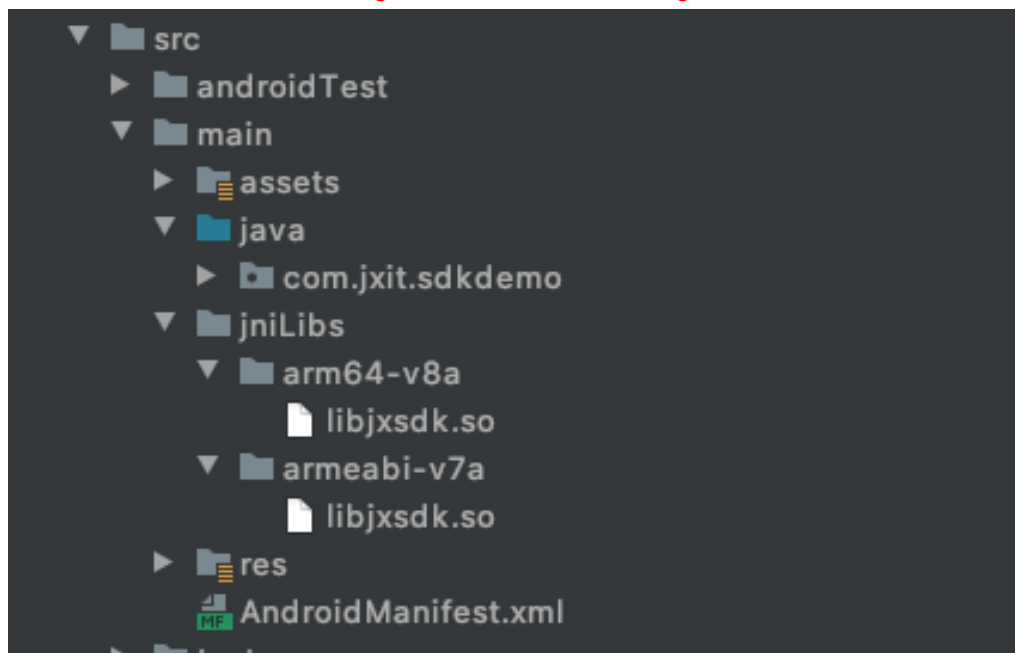 src
androidTest
main
assets
java
com.jxit.sdkdemo
jniLibs
arm64-v8a
libjxsdk.so
armeabi-v7a
libjxsdk.so
res
MF AndroidManifest.xml